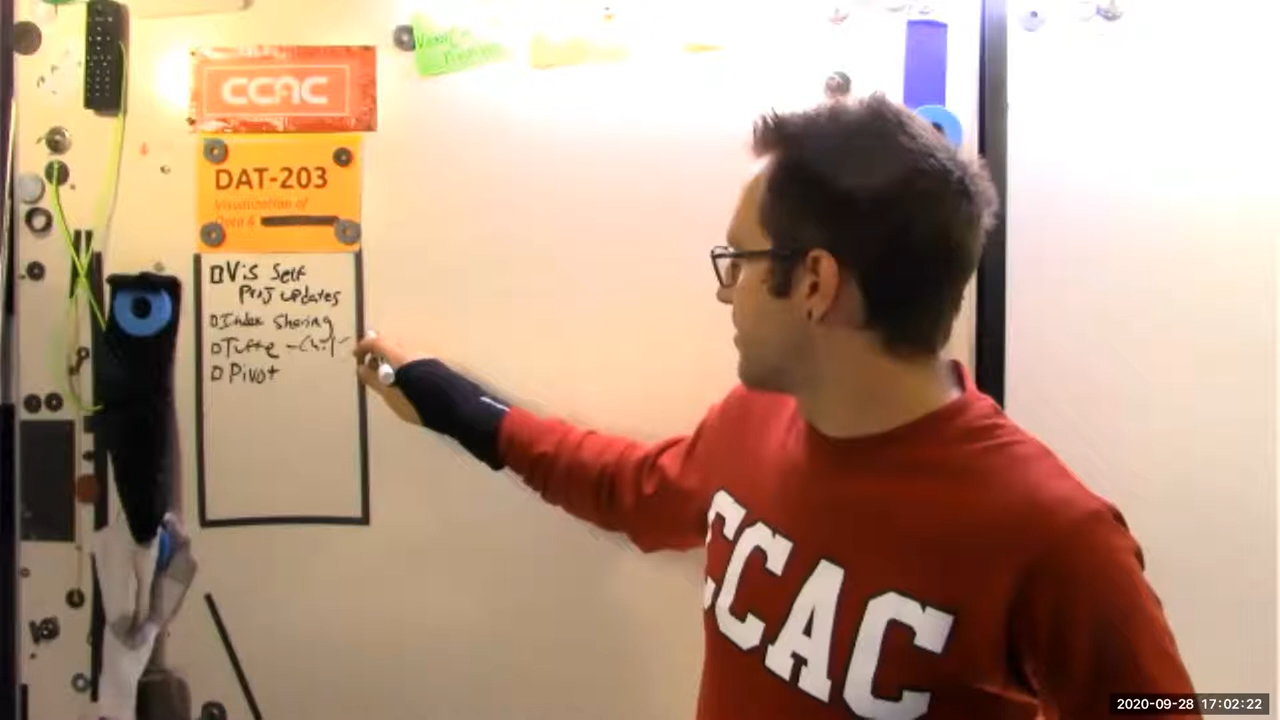 CCAC
DAT-203
Visualization of
Data &
Vis Self
Proj updates
Index Sharing
Tufte -
Pivot
CCAC
2020-09-28 17:02:22